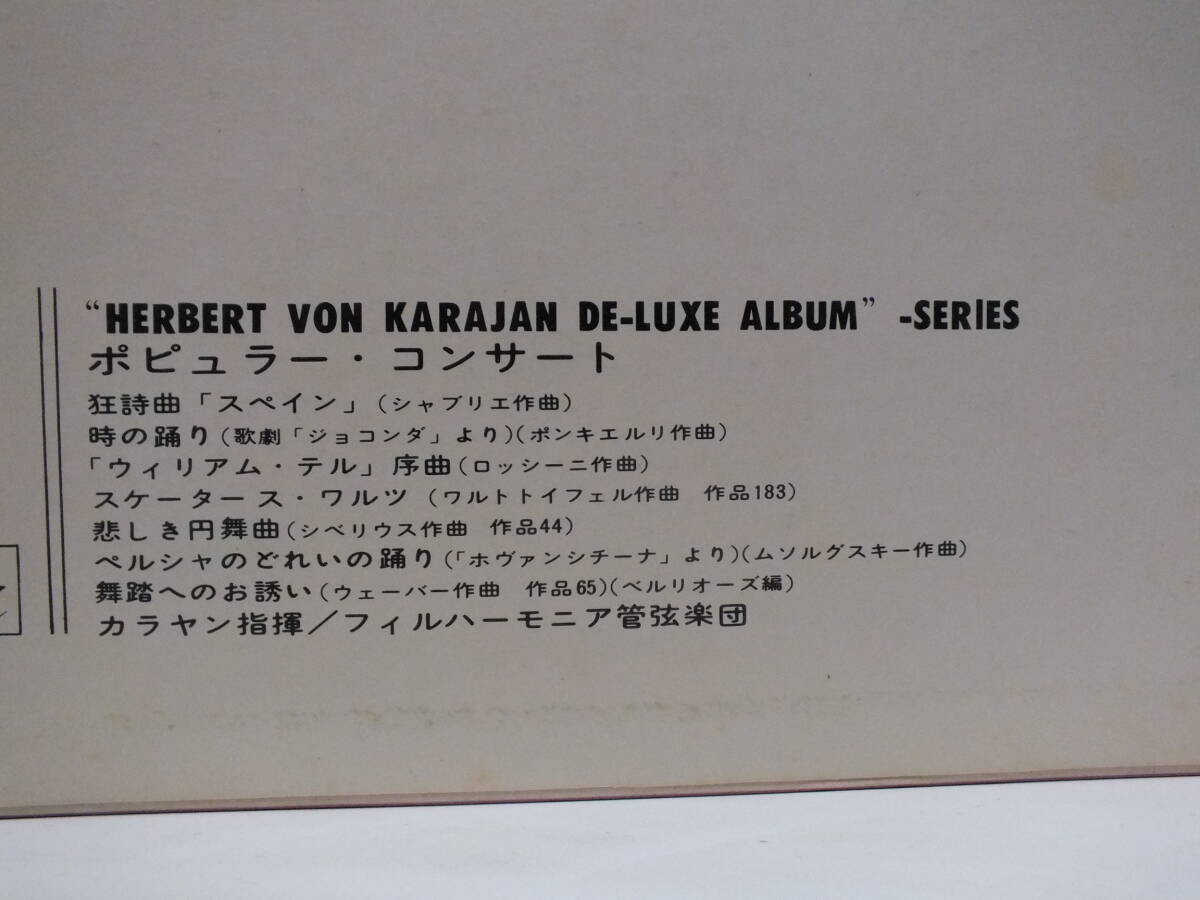 “HERBERT VON KARAJAN DE-LUXE ALBUM” -SERIES
ポピュラー・コンサート
狂詩曲「スペイン」(シャブリエ作曲)
時の踊り(歌劇「ジョコンダ」より)(ポンキエルリ作曲)
「ウィリアム・テル」序曲(ロッシーニ作曲)
スケータース・ワルツ(ワルトトイフェル作曲 作品183)
悲しき円舞曲(シベリウス作曲 作品44)
ペルシャのどれいの踊り(「ホヴァンシチーナ」より)(ムソルグスキー作曲)
舞踏へのお誘い(ウェーバー作曲 作品65)(ベルリオーズ編)
カラヤン指揮/フィルハーモニア管弦楽団